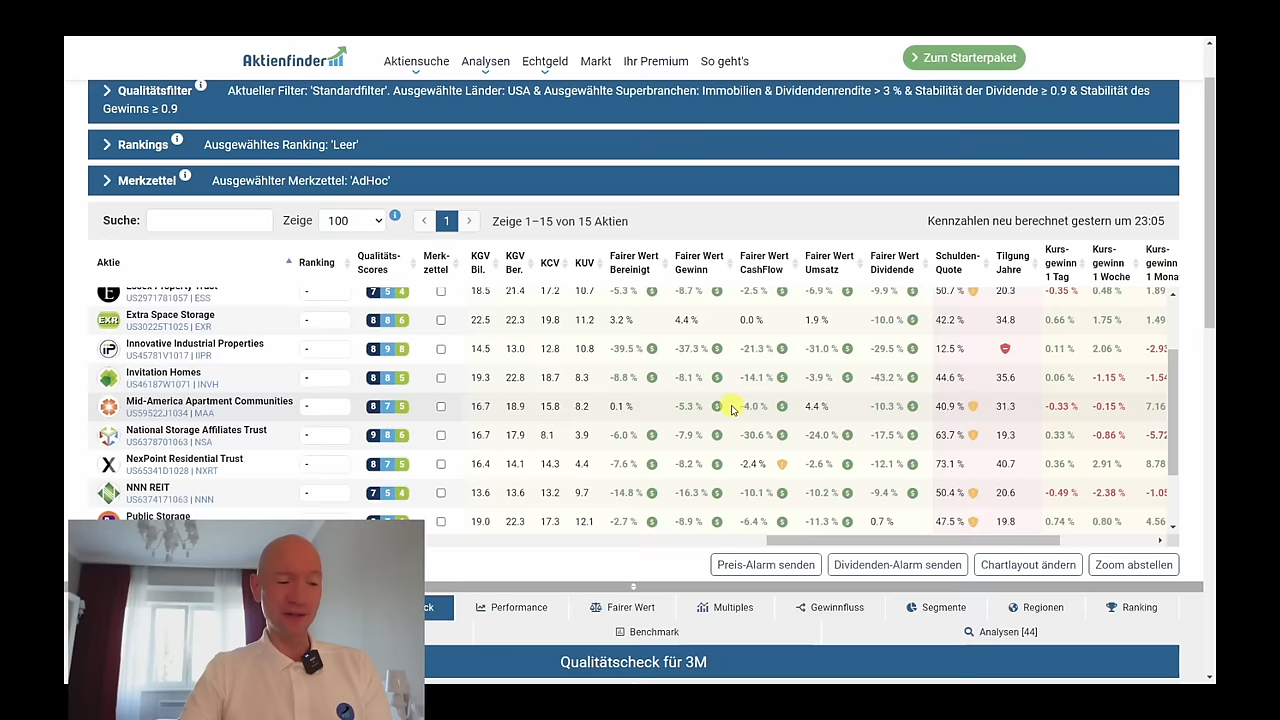 Aktienfinder
Aktiensuche Analysen Echtgeld Markt Ihr Premium So geht's
Zum Starterpaket
Qualitätsfilter Aktueller Filter: 'Standardfilter'. Ausgewählte Länder: USA & Ausgewählte Superbranchen: Immobilien & Dividendenrendite > 3 % & Stabilität der Dividende ≥ 0.9 & Stabilität des
Gewinns ≥ 0.9
Rankings Ausgewähltes Ranking: 'Leer'
Merkzettel Ausgewählter Merkzettel: 'AdHoc'
Suche: Zeige 100 1 Zeige 1–15 von 15 Aktien Kennzahlen neu berechnet gestern um 23:05
Aktie Ranking Qualitäts- Merk- KGV KGV KCV KUV Fairer Wert Fairer Wert Fairer Wert Fairer Wert Fairer Wert Schulden- Tilgung Kurs- Kurs- Kurs-
Scores zettel Bil. Ber. Bereinigt Gewinn CashFlow Umsatz Dividende Quote Jahre gewinn gewinn gewinn
1 Tag 1 Woche 1 Mona
Essex Property Trust
US2971781057 | ESS - 7 5 4 18.5 21.4 17.2 10.7 -5.3 % -8.7 % -2.5 % -6.9 % -9.9 % 50.7 % 20.3 -0.35 % 0.48 % 1.89
Extra Space Storage
US30225T1025 | EXR - 8 8 6 22.5 22.3 19.8 11.2 3.2 % 4.4 % 0.0 % 1.9 % -10.0 % 42.2 % 34.8 0.66 % 1.75 % 1.49
Innovative Industrial Properties
US45781V1017 | IIPR - 8 9 8 14.5 13.0 12.8 10.8 -39.5 % -37.3 % -21.3 % -31.0 % -29.5 % 12.5 % 0.11 % 2.06 % -2.93
Invitation Homes
US46187W1071 | INVH - 8 8 5 19.3 22.8 18.7 8.3 -8.8 % -8.1 % -14.1 % -3.9 % -43.2 % 44.6 % 35.6 0.06 % -1.15 % -1.54
Mid-America Apartment Communities
US59522J1034 | MAA - 8 7 5 16.7 18.9 15.8 8.2 0.1 % -5.3 % -4.0 % 4.4 % -10.3 % 40.9 % 31.3 -0.33 % -0.15 % 7.16
National Storage Affiliates Trust
US6378701063 | NSA - 9 8 6 16.7 17.9 8.1 3.9 -6.0 % -7.9 % -30.6 % -24.0 % -17.5 % 63.7 % 19.3 0.33 % -0.86 % -5.72
NexPoint Residential Trust
US65341D1028 | NXRT - 8 7 5 16.4 14.1 14.3 4.4 -7.6 % -8.2 % -2.4 % -2.6 % -12.1 % 73.1 % 40.7 0.36 % 2.91 % 8.78
NNN REIT
US6374171063 | NNN - 7 5 4 13.6 13.6 13.2 9.7 -14.8 % -16.3 % -10.1 % -10.2 % -9.4 % 50.4 % 20.6 -0.49 % -2.38 % -1.05
Public Storage
- 19.0 22.3 17.3 12.1 -2.7 % -8.9 % -6.4 % -11.3 % 0.7 % 47.5 % 19.8 0.74 % 0.80 % 4.56
Preis-Alarm senden Dividenden-Alarm senden Chartlayout ändern Zoom abstellen
ck Performance Fairer Wert Multiples Gewinnfluss Segmente Regionen Ranking
Benchmark Analysen [44]
Qualitätscheck für 3M